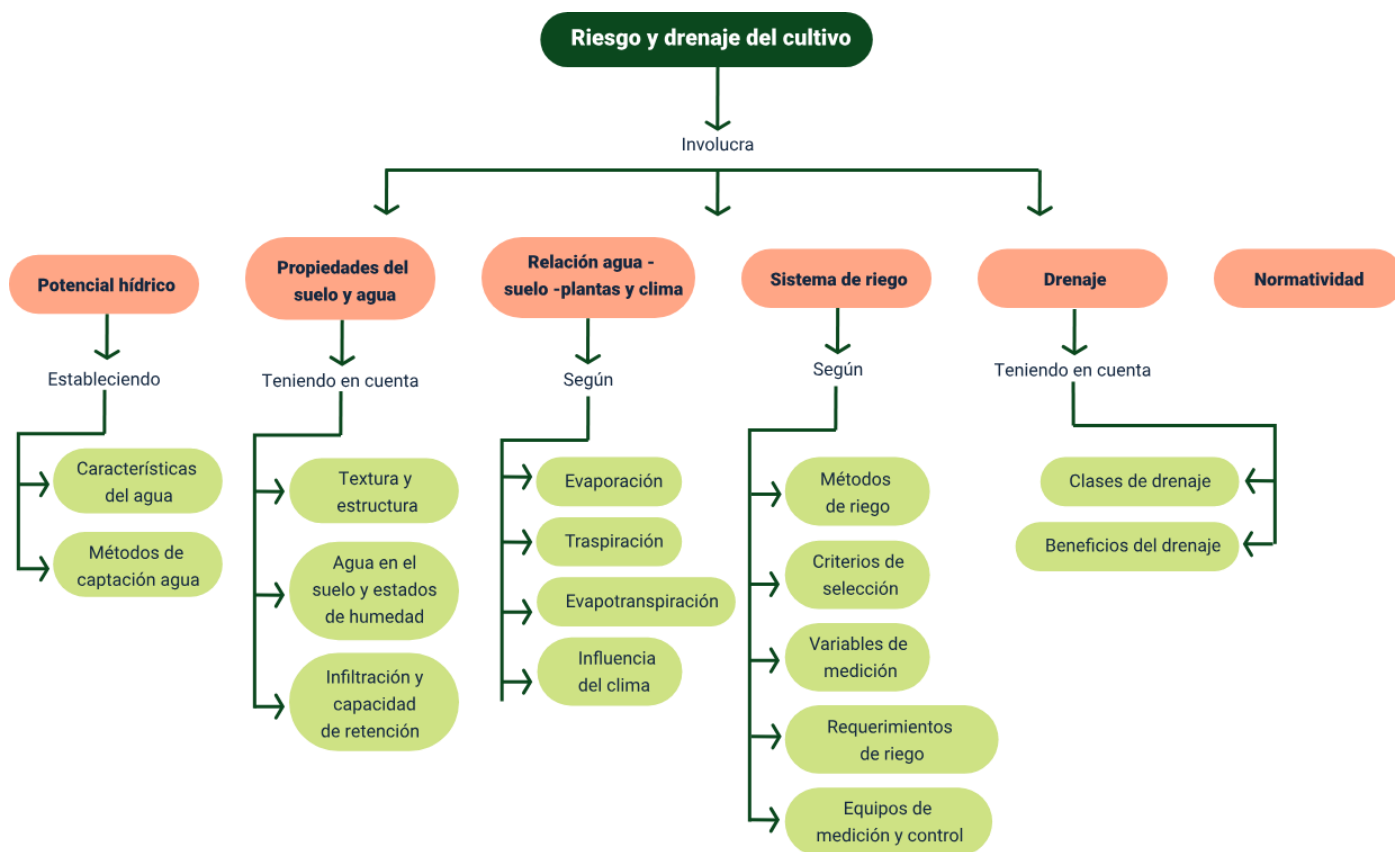 Riesgo y drenaje del cultivo
Involucra
Potencial hídrico
Estableciendo
Características
del agua
Métodos de
captación agua
Propiedades del
suelo y agua
Teniendo en cuenta
Textura y
estructura
Agua en el
suelo y estados
de humedad
Infiltración y
capacidad
de retención
Relación agua -
suelo -plantas y clima
Según
Evaporación
Traspiración
Evapotranspiración
Influencia
del clima
Sistema de riego
Según
Métodos
de riego
Criterios de
selección
Variables de
medición
Requerimientos
de riego
Equipos de
medición y control
Drenaje
Teniendo en cuenta
Clases de drenaje
Beneficios del drenaje
Normatividad